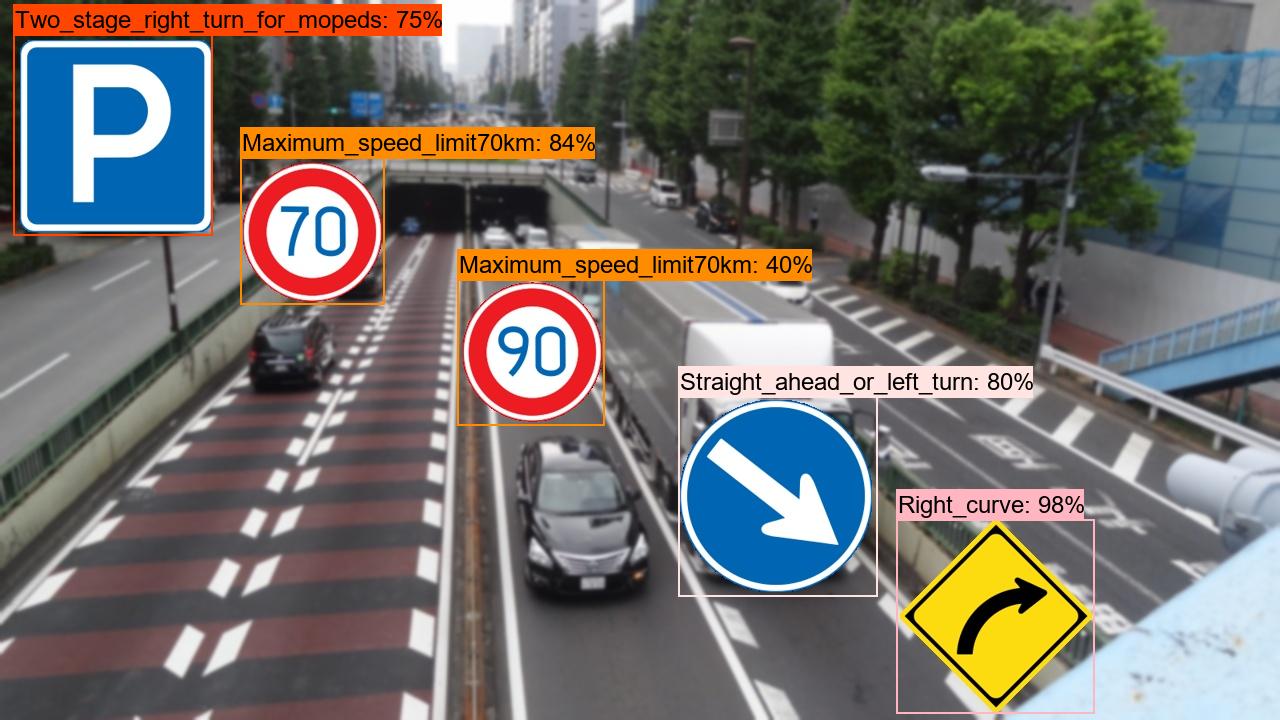 Two_stage_right_turn_for_mopeds: 75%
P
Maximum_speed_limit70km: 84%
70
Maximum_speed_limit70km: 40%
90
Straight_ahead_or_left_turn: 80%
Right_curve: 98%